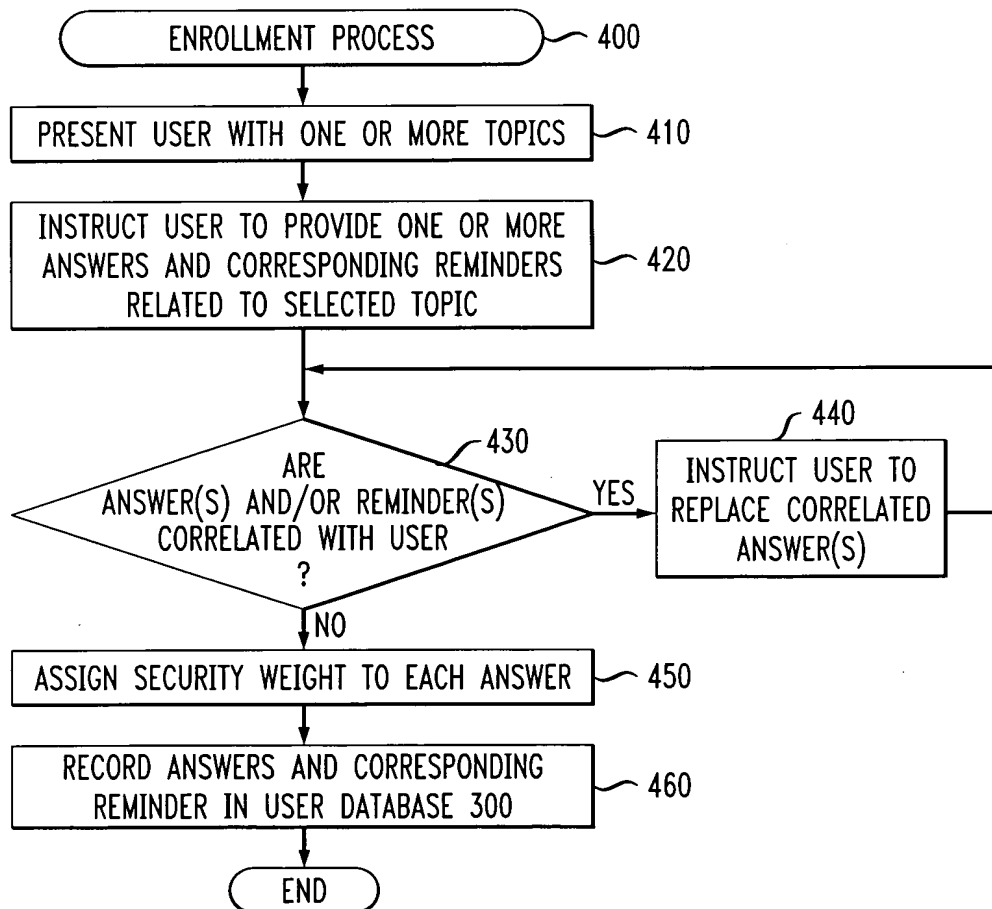 ENROLLMENT PROCESS
400
PRESENT USER WITH ONE OR MORE TOPICS
410
INSTRUCT USER TO PROVIDE ONE OR MORE
ANSWERS AND CORRESPONDING REMINDERS
RELATED TO SELECTED TOPIC
420
430
ARE
ANSWER(S) AND/OR REMINDER(S)
CORRELATED WITH USER
?
YES
440
INSTRUCT USER TO
REPLACE CORRELATED
ANSWER(S)
NO
ASSIGN SECURITY WEIGHT TO EACH ANSWER
450
RECORD ANSWERS AND CORRESPONDING
REMINDER IN USER DATABASE 300
460
END